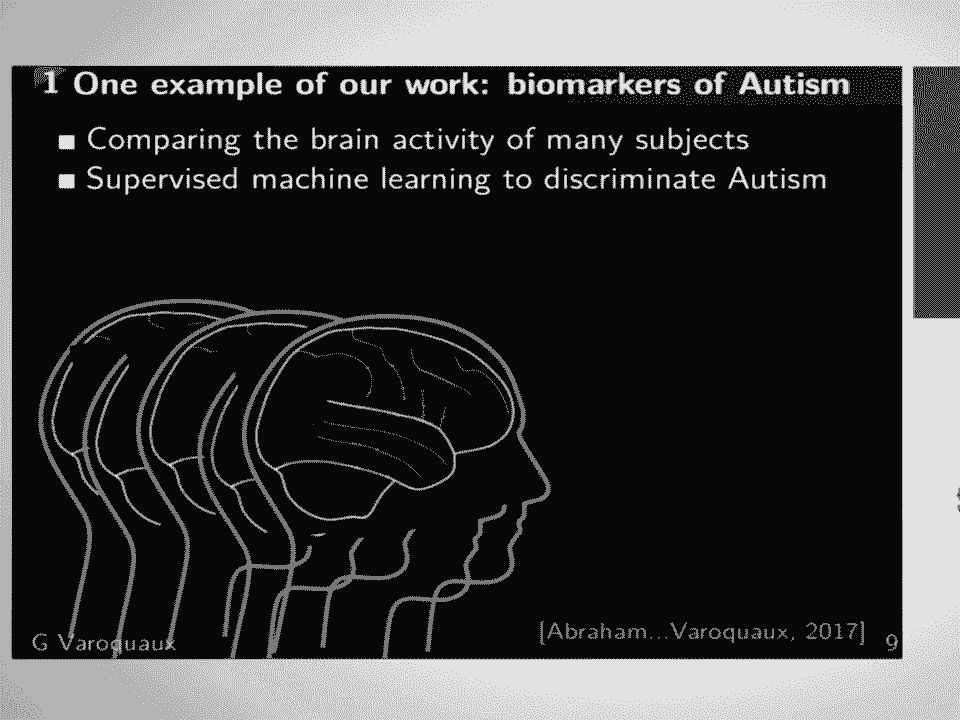 1 One example of our work: biomarkers of Autism
■ Comparing the brain activity of many subjects
■ Supervised machine learning to discriminate Autism
[Abraham...Varoquaux, 2017]
G Varoquaux
9